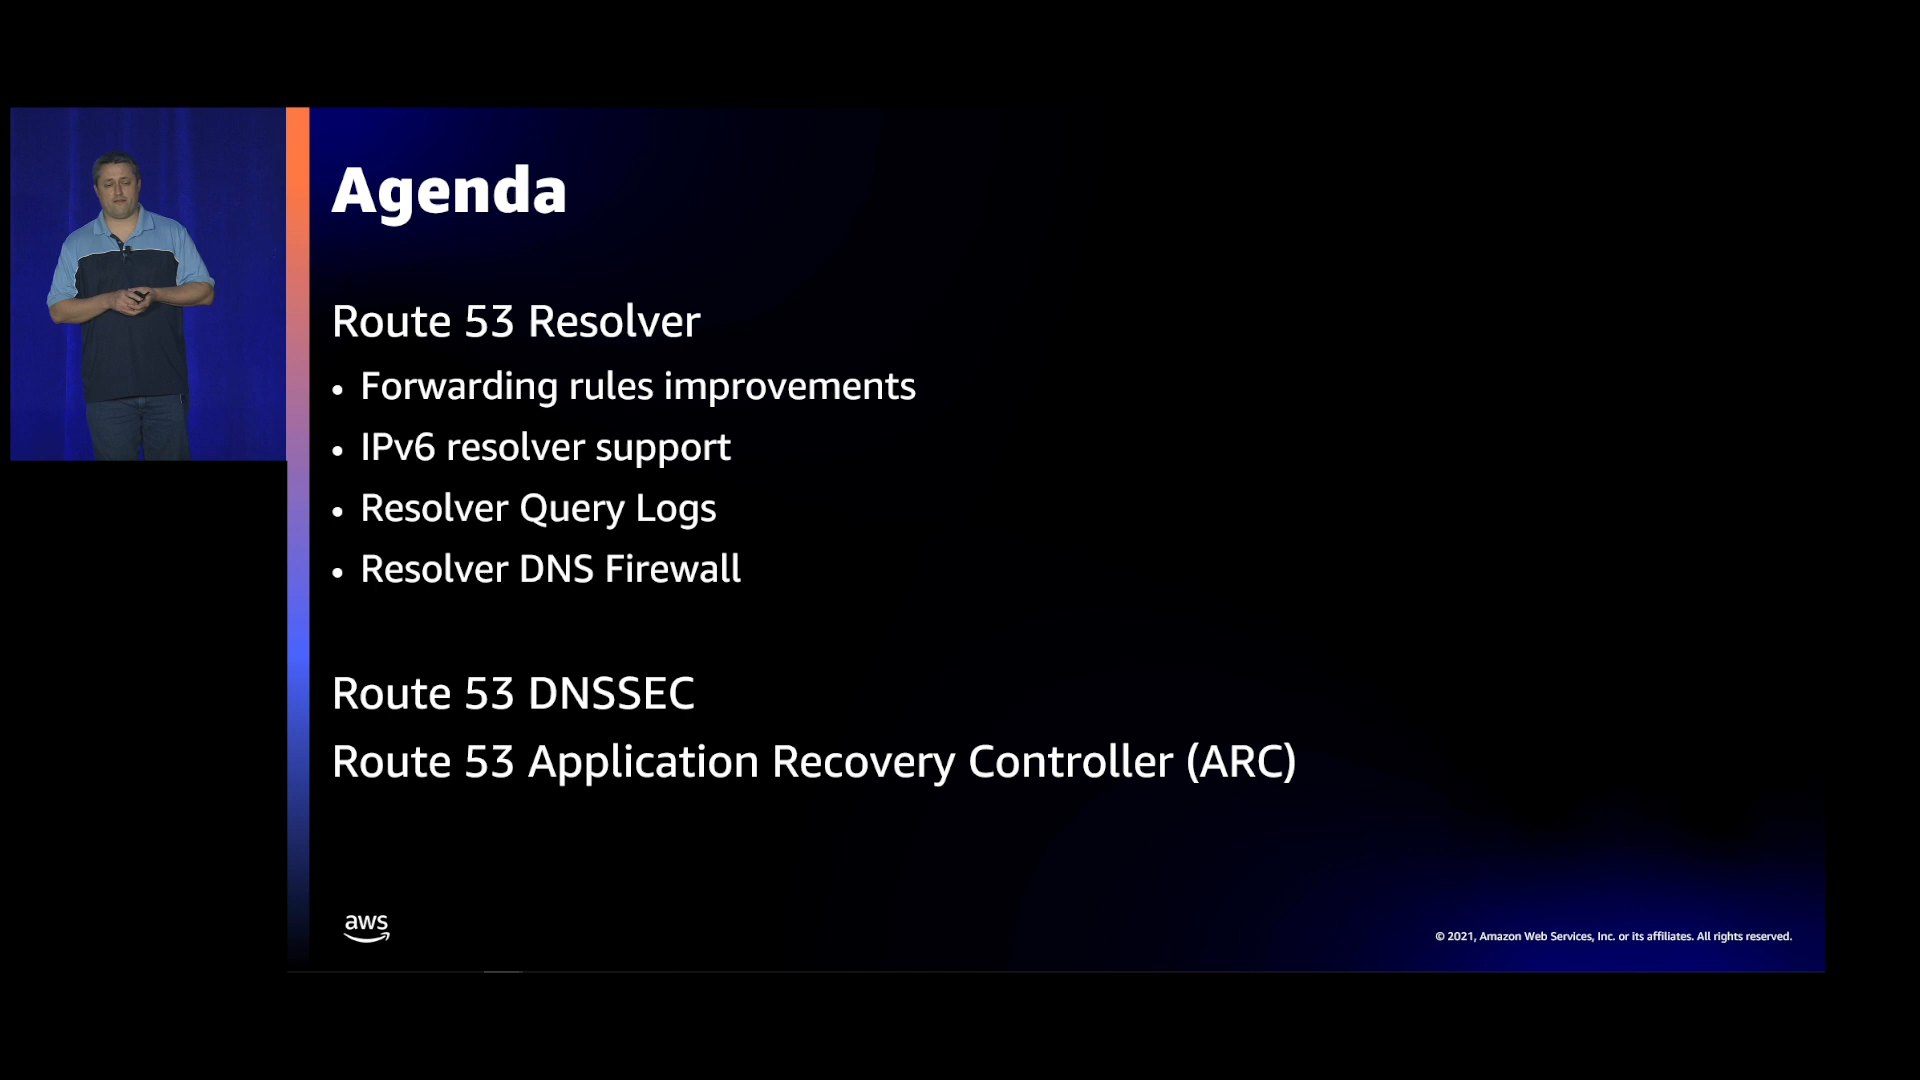 Agenda
Route 53 Resolver
• Forwarding rules improvements
• IPv6 resolver support
• Resolver Query Logs
• Resolver DNS Firewall
Route 53 DNSSEC
Route 53 Application Recovery Controller (ARC)
aws
© 2021, Amazon Web Services, Inc. or its affiliates. All rights reserved.